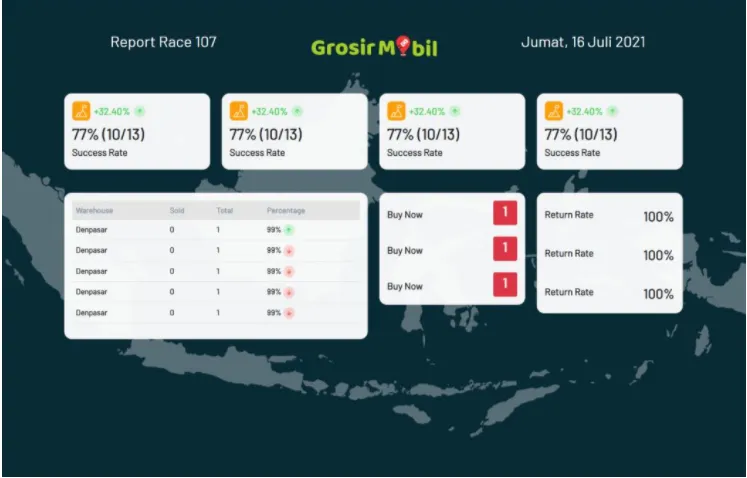 Report Race 107
Grosir Mobil
Jumat, 16 Juli 2021
+32.40% +32.40% +32.40% +32.40%
77% (10/13) 77% (10/13) 77% (10/13) 77% (10/13)
Success Rate Success Rate Success Rate Success Rate
Warehouse Sold Total Percentage
Denpasar 0 1 99%
Denpasar 0 1 99%
Denpasar 0 1 99%
Denpasar 0 1 99%
Denpasar 0 1 99%
Buy Now 1
Buy Now 1
Buy Now 1
Return Rate 100%
Return Rate 100%
Return Rate 100%